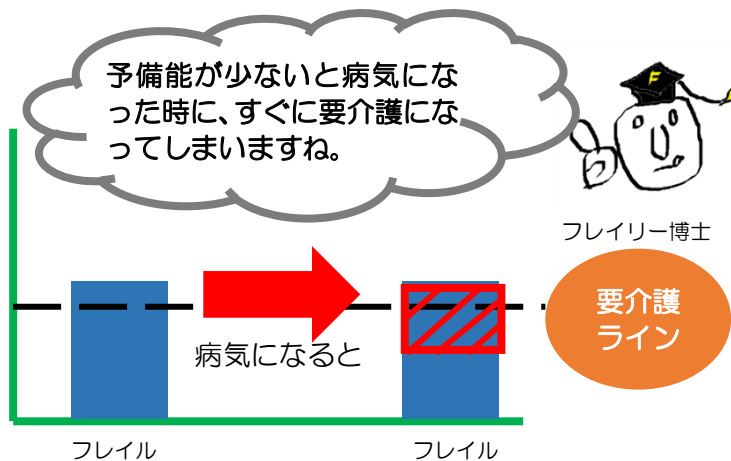 予備能が少ないと病気にな
った時に、すぐに要介護にな
ってしまいますね。
F
フレイリー博士
要介護
ライン
病気になると
フレイル
フレイル